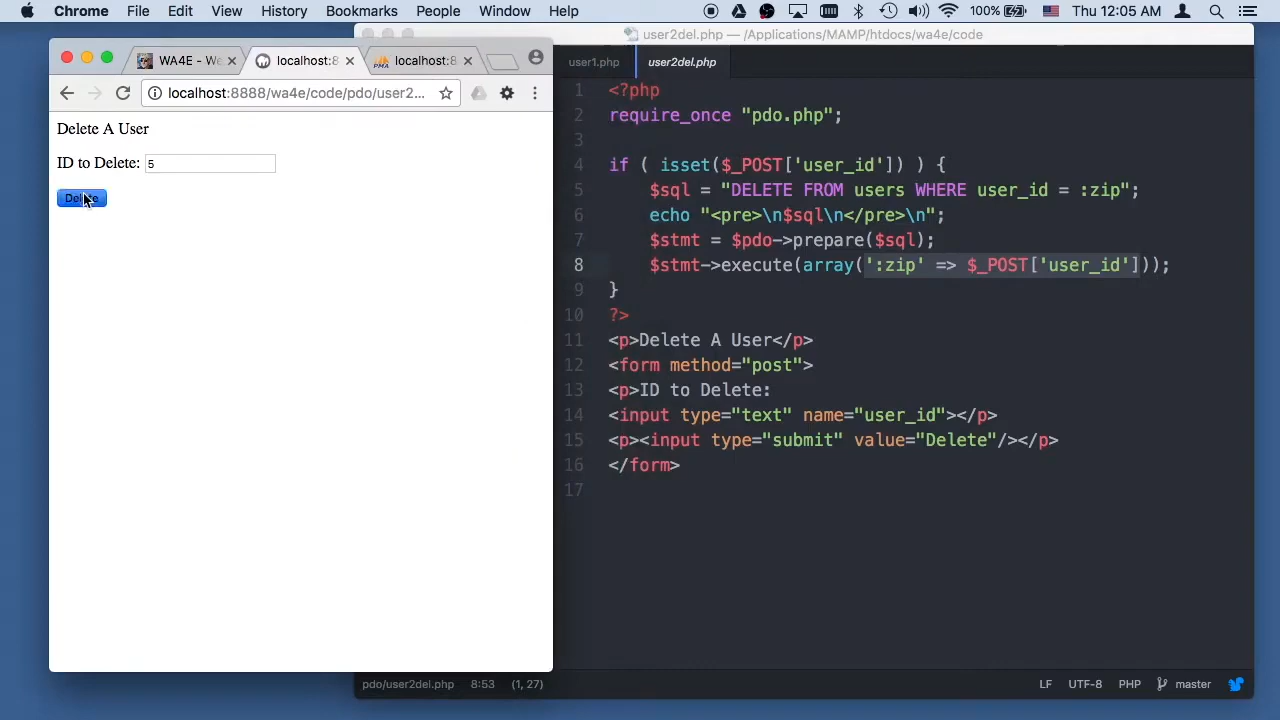 Chrome File Edit View History Bookmarks People Window Help 100% Thu 12:05 AM
user2del.php — /Applications/MAMP/htdocs/wa4e/code
WA4E - We localhost:8 localhost:8
localhost:8888/wa4e/code/pdo/user2...
user1.php user2del.php
Delete A User
ID to Delete: 5
Delete
1 <?php
2 require_once "pdo.php";
3
4 if ( isset($_POST['user_id']) ) {
5 $sql = "DELETE FROM users WHERE user_id = :zip";
6 echo "<pre>\n$sql\n</pre>\n";
7 $stmt = $pdo->prepare($sql);
8 $stmt->execute(array(':zip' => $_POST['user_id']));
9 }
10 ?>
11 <p>Delete A User</p>
12 <form method="post">
13 <p>ID to Delete:
14 <input type="text" name="user_id"></p>
15 <p><input type="submit" value="Delete"/></p>
16 </form>
17
pdo/user2del.php 8:53 (1, 27) LF UTF-8 PHP master